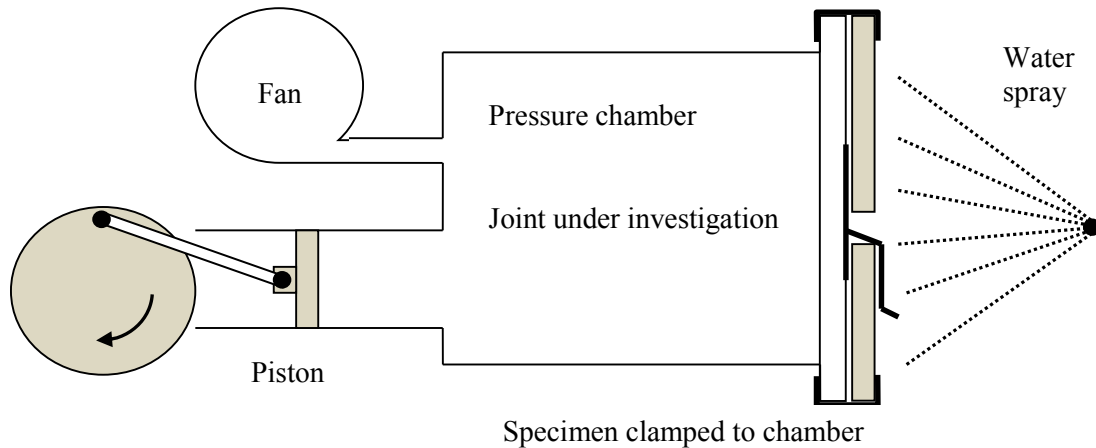 Fan
Water
spray
Pressure chamber
Joint under investigation
Piston
Specimen clamped to chamber